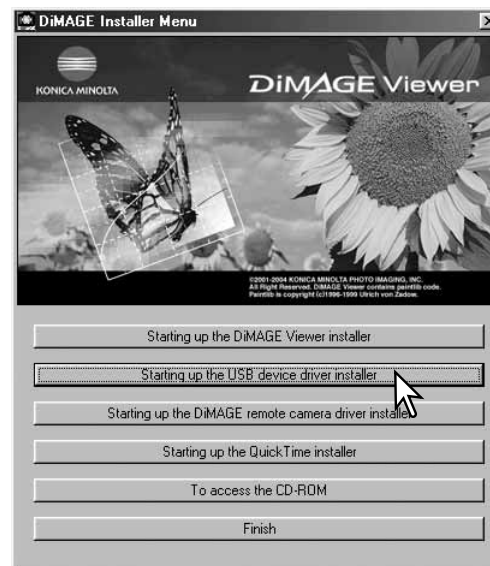 DiMAGE Installer Menu
KONICA MINOLTA
DiMAGE Viewer
©2001-2004 KONICA MINOLTA PHOTO IMAGING, INC.
All Right Reserved. DiMAGE Viewer contains paintlib code.
Paintlib is copyright (c)1996-1999 Ulrich von Zadow.
Starting up the DiMAGE Viewer installer
Starting up the USB device driver installer
Starting up the DiMAGE remote camera driver installer
Starting up the QuickTime installer
To access the CD-ROM
Finish